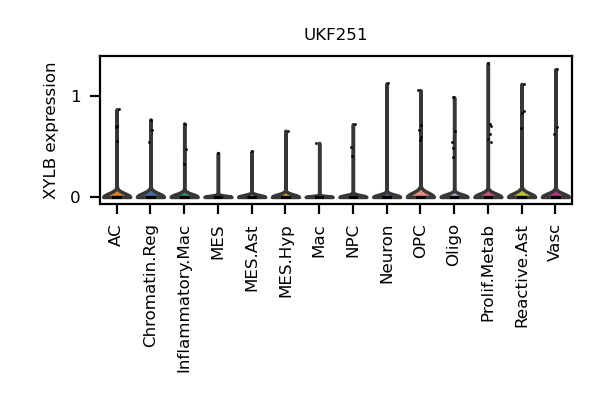 UKF251
XYLB expression
1
0
AC
Chromatin.Reg
Inflammatory.Mac
MES
MES.Ast
MES.Hyp
Mac
NPC
Neuron
OPC
Oligo
Prolif.Metab
Reactive.Ast
Vasc